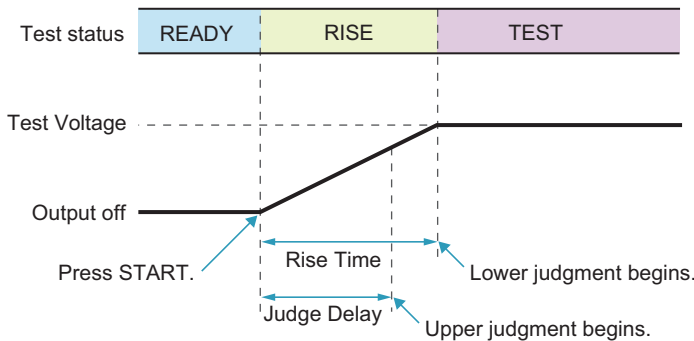 Test status READY RISE TEST
Test Voltage
Output off
Press START.
Rise Time
Lower judgment begins.
Judge Delay
Upper judgment begins.